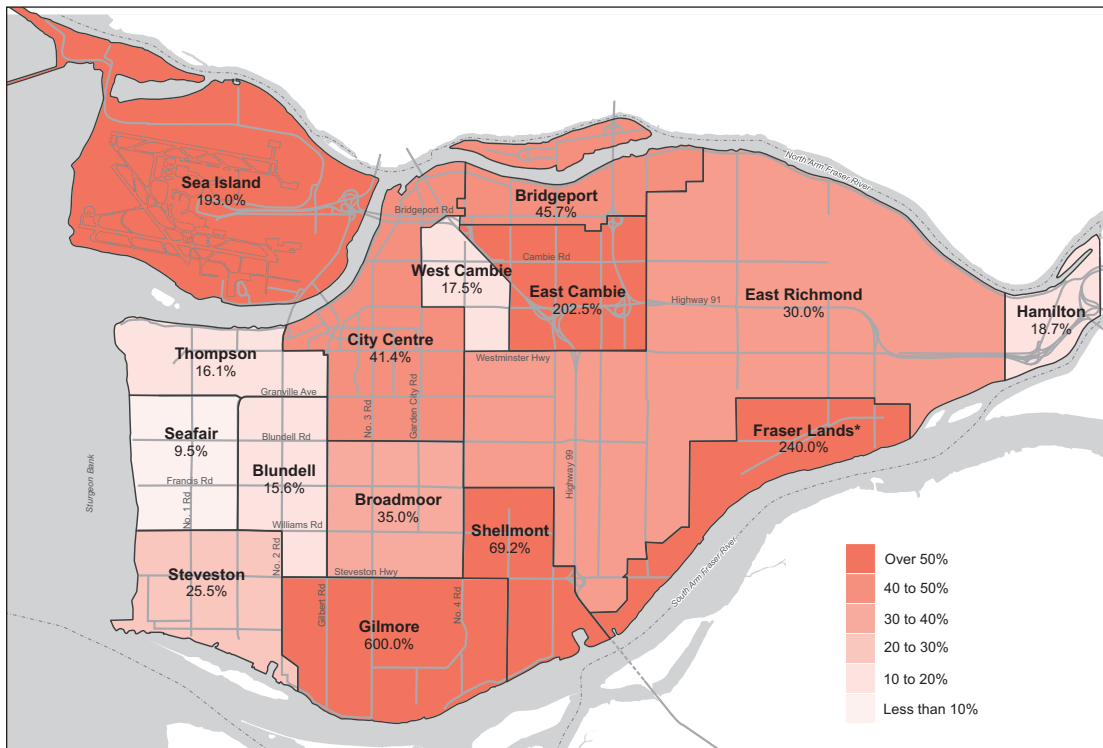 North Arm Fraser River
Sea Island
193.0%
Bridgeport
45.7%
Bridgeport Rd
Cambie Rd
West Cambie
17.5%
East Cambie
202.5%
Highway 91
East Richmond
30.0%
Hamilton
18.7%
Thompson
16.1%
City Centre
41.4%
Westminster Hwy
Granville Ave
No. 3 Rd
Garden City Rd
Seafair
9.5%
Blundell Rd
Fraser Lands*
240.0%
Sturgeon Bank
Francis Rd
No. 1 Rd
Blundell
15.6%
Highway 99
Broadmoor
35.0%
Williams Rd
Shellmont
69.2%
No. 2 Rd
Steveston Hwy
Steveston
25.5%
Gilbert Rd
No. 4 Rd
Gilmore
600.0%
South Arm Fraser River
Over 50%
40 to 50%
30 to 40%
20 to 30%
10 to 20%
Less than 10%